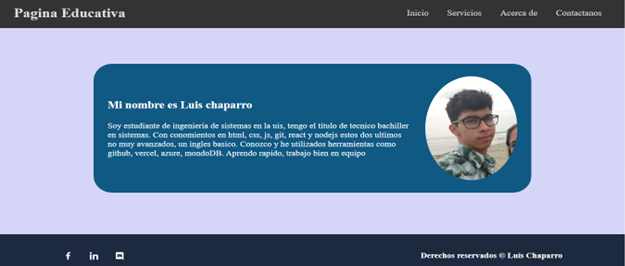 Pagina Educativa
Inicio Servicios Acerca de Contactanos
Mi nombre es Luis chaparro
Soy estudiante de ingenieria de sistemas en la uis, tengo el titulo de tecnico bachiller
en sistemas. Con conomientos en html, css, js, git, react y nodejs estos dos ultimos
no muy avanzados, un ingles basico. Conozco y he utilizados herramientas como
github, vercel, azure, mondoDB. Aprendo rapido, trabajo bien en equipo
Derechos reservados © Luis Chaparro